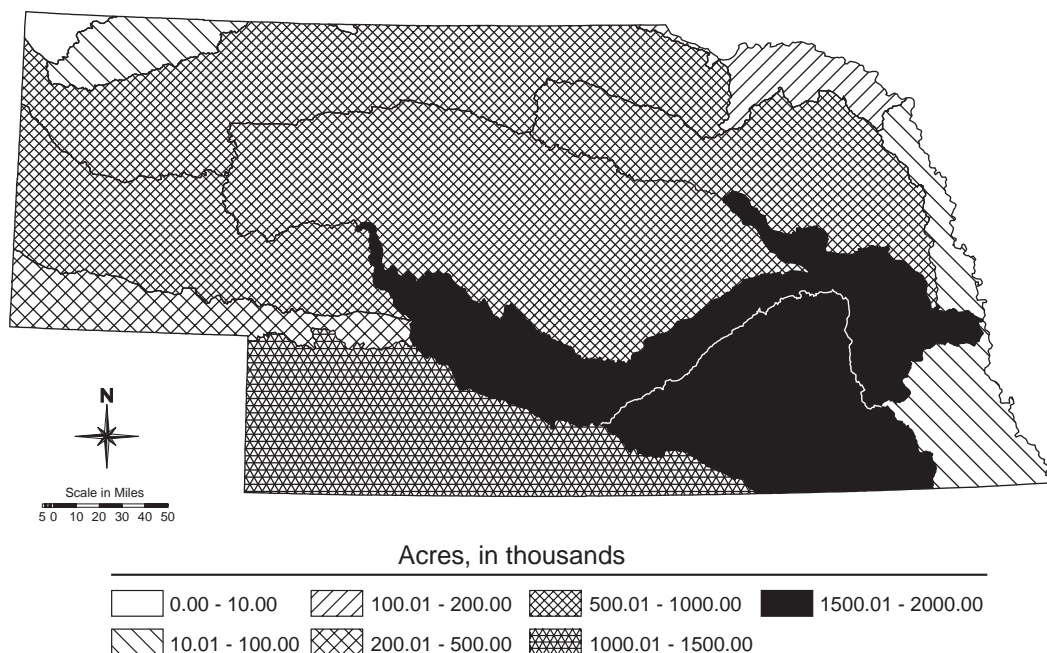 N
Scale in Miles
5 0 10 20 30 40 50
Acres, in thousands
0.00 - 10.00 100.01 - 200.00 500.01 - 1000.00 1500.01 - 2000.00
10.01 - 100.00 200.01 - 500.00 1000.01 - 1500.00